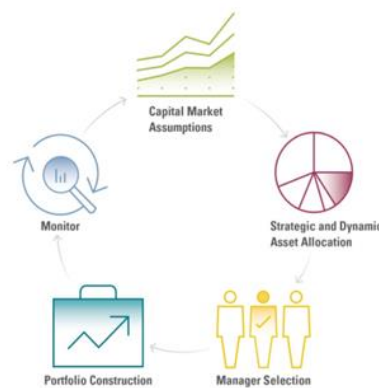 Capital Market
Assumptions
Strategic and Dynamic
Asset Allocation
Manager Selection
Portfolio Construction
Monitor